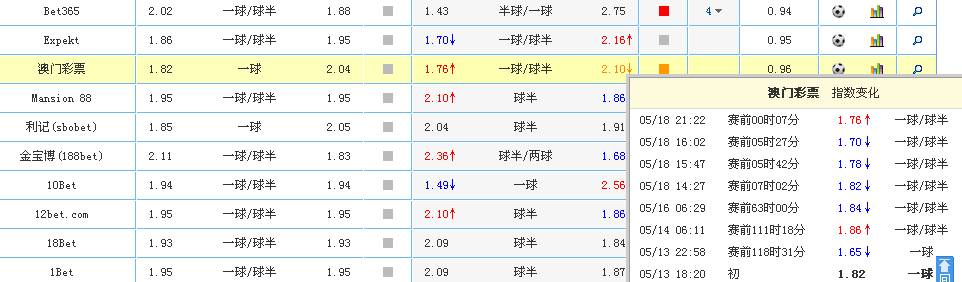 Bet365 2.02 一球/球半 1.88 1.43 半球/一球 2.75 4 0.94
Expekt 1.86 一球/球半 1.95 1.70↓ 一球/球半 2.16↑ 0.95
澳门彩票 1.82 一球 2.04 1.76↑ 一球/球半 2.10↓ 0.96
Mansion 88 1.95 一球/球半 1.95 2.10↑ 球半 1.86
利记(sbobet) 1.85 一球 2.05 2.04 球半 1.91
金宝博(188bet) 2.11 一球/球半 1.83 2.36↑ 球半/两球 1.68
10Bet 1.94 一球/球半 1.94 1.49↓ 一球 2.56
12bet.com 1.95 一球/球半 1.95 2.10↑ 球半 1.86
18Bet 1.93 一球/球半 1.93 2.09 球半 1.84
1Bet 1.95 一球/球半 1.95 2.09 球半 1.87
澳门彩票 指数变化
05/18 21:22 赛前00时07分 1.76↑ 一球/球半
05/18 16:02 赛前05时27分 1.70↓ 一球/球半
05/18 15:47 赛前05时42分 1.78↓ 一球/球半
05/18 14:27 赛前07时02分 1.82↓ 一球/球半
05/16 06:29 赛前63时00分 1.84↓ 一球/球半
05/14 06:11 赛前111时18分 1.86↑ 一球/球半
05/13 22:58 赛前118时31分 1.65↓ 一球
05/13 18:20 初 1.82 一球
回